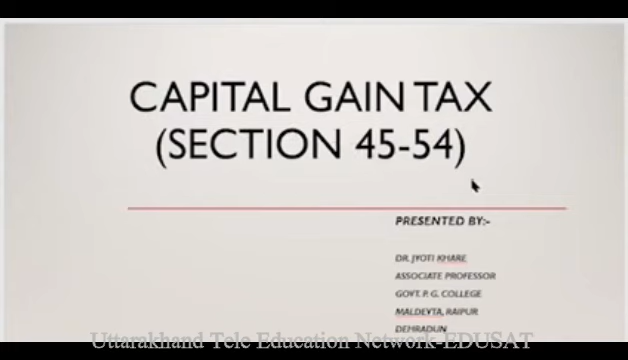 CAPITAL GAIN TAX
(SECTION 45-54)
PRESENTED BY:-
DR. JYOTI KHARE
ASSOCIATE PROFESSOR
GOVT. P. G. COLLEGE
MALDEVTA, RAIPUR
DEHRADUN
Uttarakhand Tele Education Network-EDUSAT